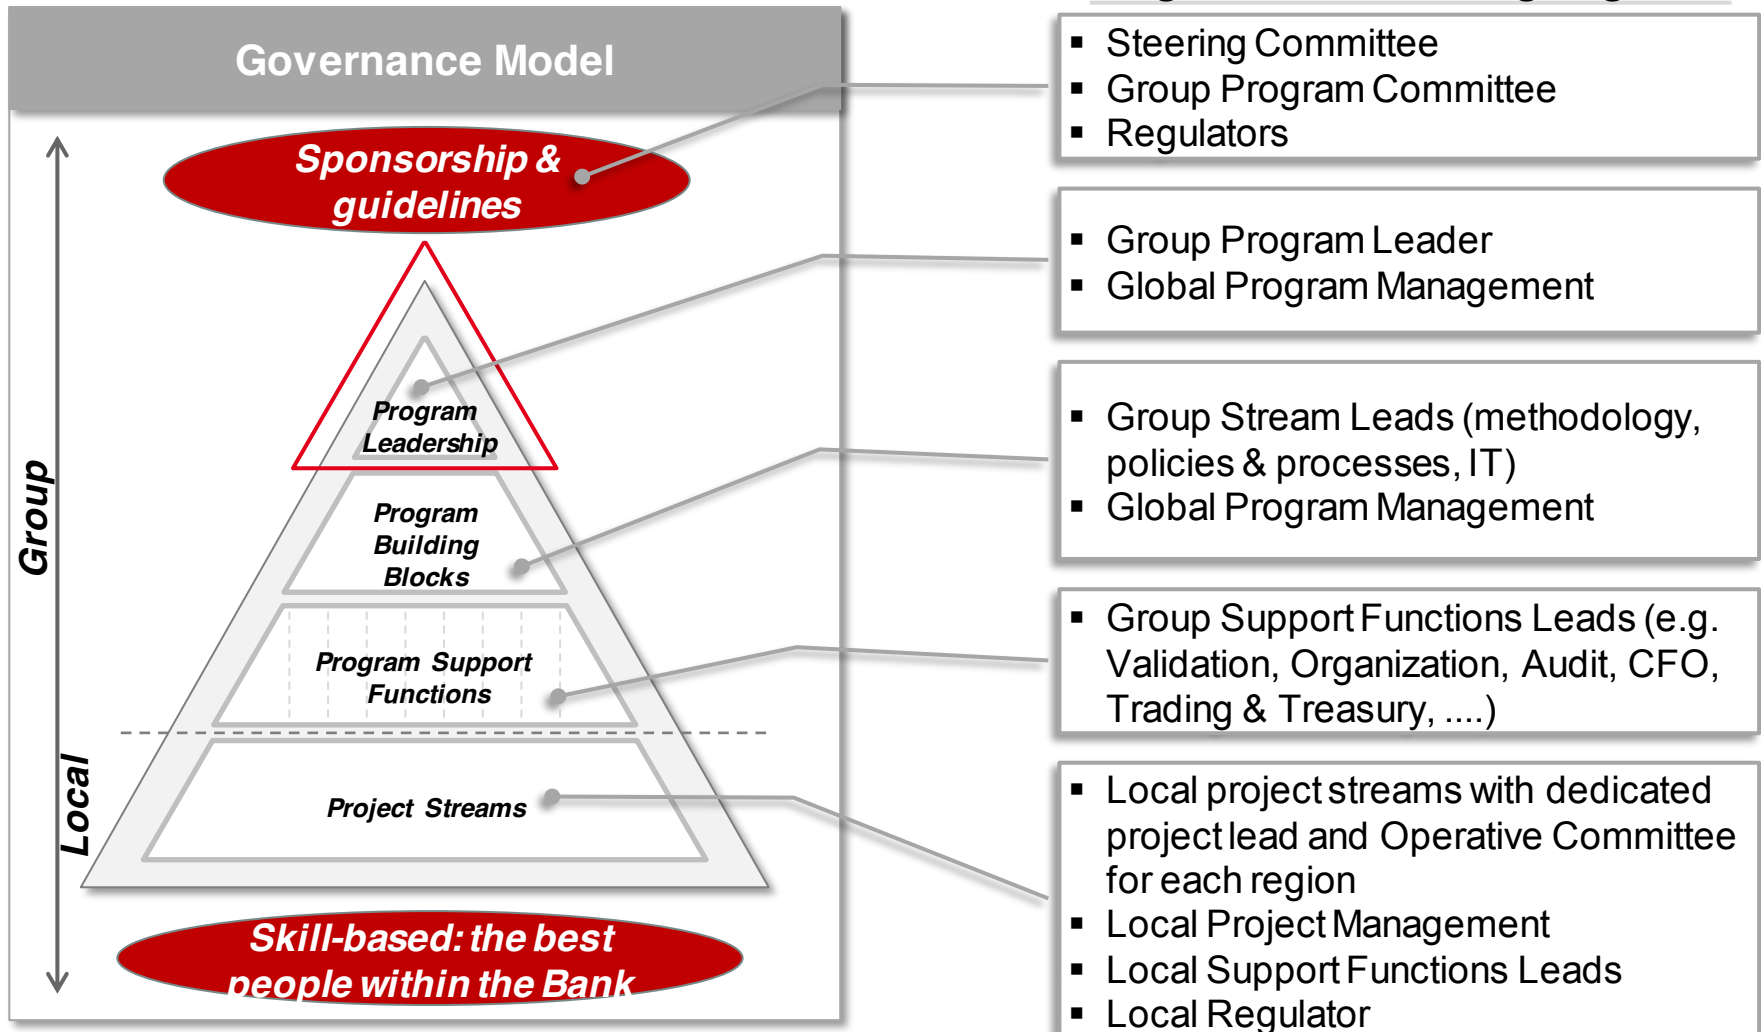 Governance Model
Sponsorship &
guidelines
Program
Leadership
Program
Building
Blocks
Program Support
Functions
Project Streams
Group
Local
Skill-based: the best
people within the Bank
▪ Steering Committee
▪ Group Program Committee
▪ Regulators
▪ Group Program Leader
▪ Global Program Management
▪ Group Stream Leads (methodology,
policies & processes, IT)
▪ Global Program Management
▪ Group Support Functions Leads (e.g.
Validation, Organization, Audit, CFO,
Trading & Treasury, ....)
▪ Local project streams with dedicated
project lead and Operative Committee
for each region
▪ Local Project Management
▪ Local Support Functions Leads
▪ Local Regulator